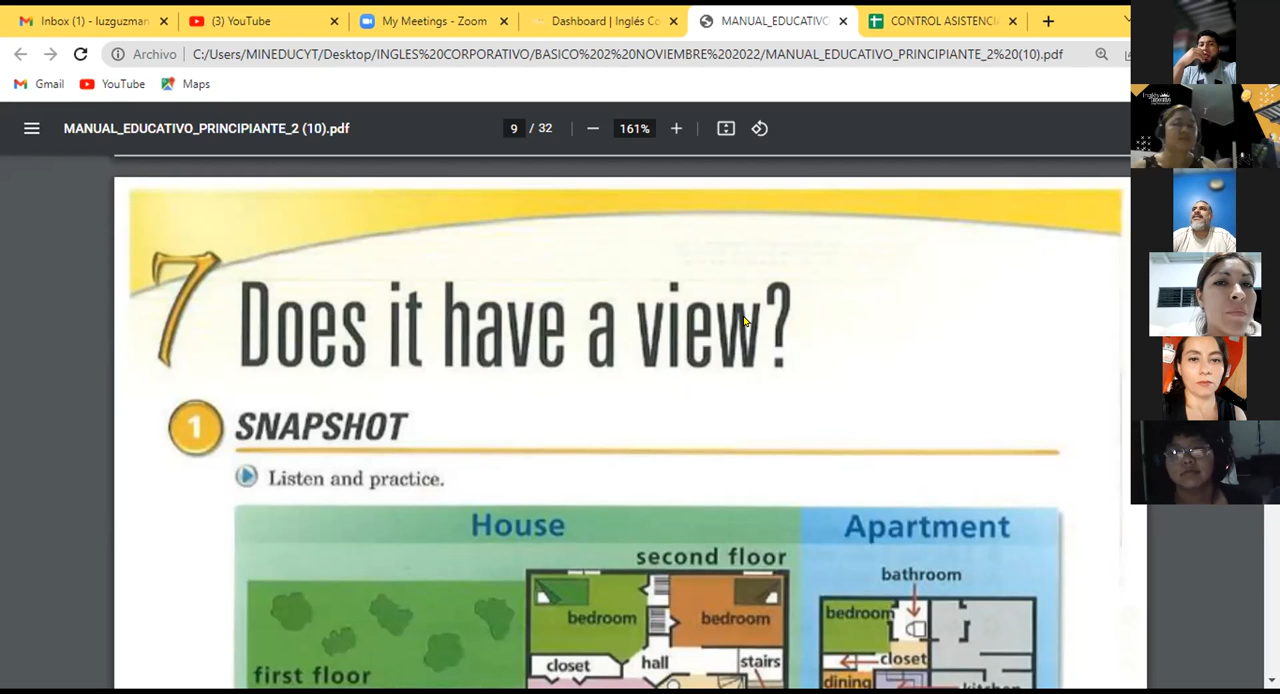 Inbox (1) - luzguzman
(3) YouTube
My Meetings - Zoom
Dashboard | Inglés Co
MANUAL_EDUCATIVO
CONTROL ASISTENCI
Archivo
C:/Users/MINEDUCYT/Desktop/INGLES%20CORPORATIVO/BASICO%202%20NOVIEMBRE%202022/MANUAL_EDUCATIVO_PRINCIPIANTE_2%20(10).pdf
Gmail
YouTube
Maps
MANUAL_EDUCATIVO_PRINCIPIANTE_2 (10).pdf
9 / 32
161%
7
Does it have a view?
1 SNAPSHOT
Listen and practice.
House
Apartment
second floor
bathroom
bedroom
bedroom
bedroom
closet
hall
stairs
closet
first floor
dining
kitchen